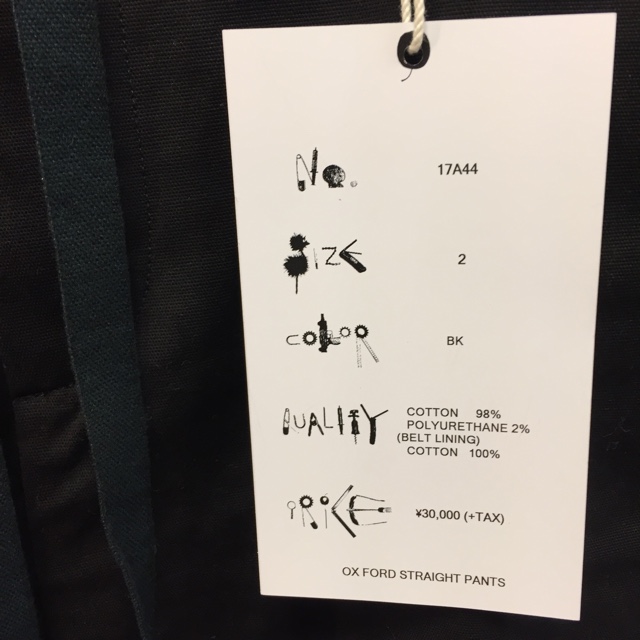 No. 17A44
SIZE 2
COLOR BK
QUALITY COTTON 98%
POLYURETHANE 2%
(BELT LINING)
COTTON 100%
PRICE ¥30,000 (+TAX)
OX FORD STRAIGHT PANTS